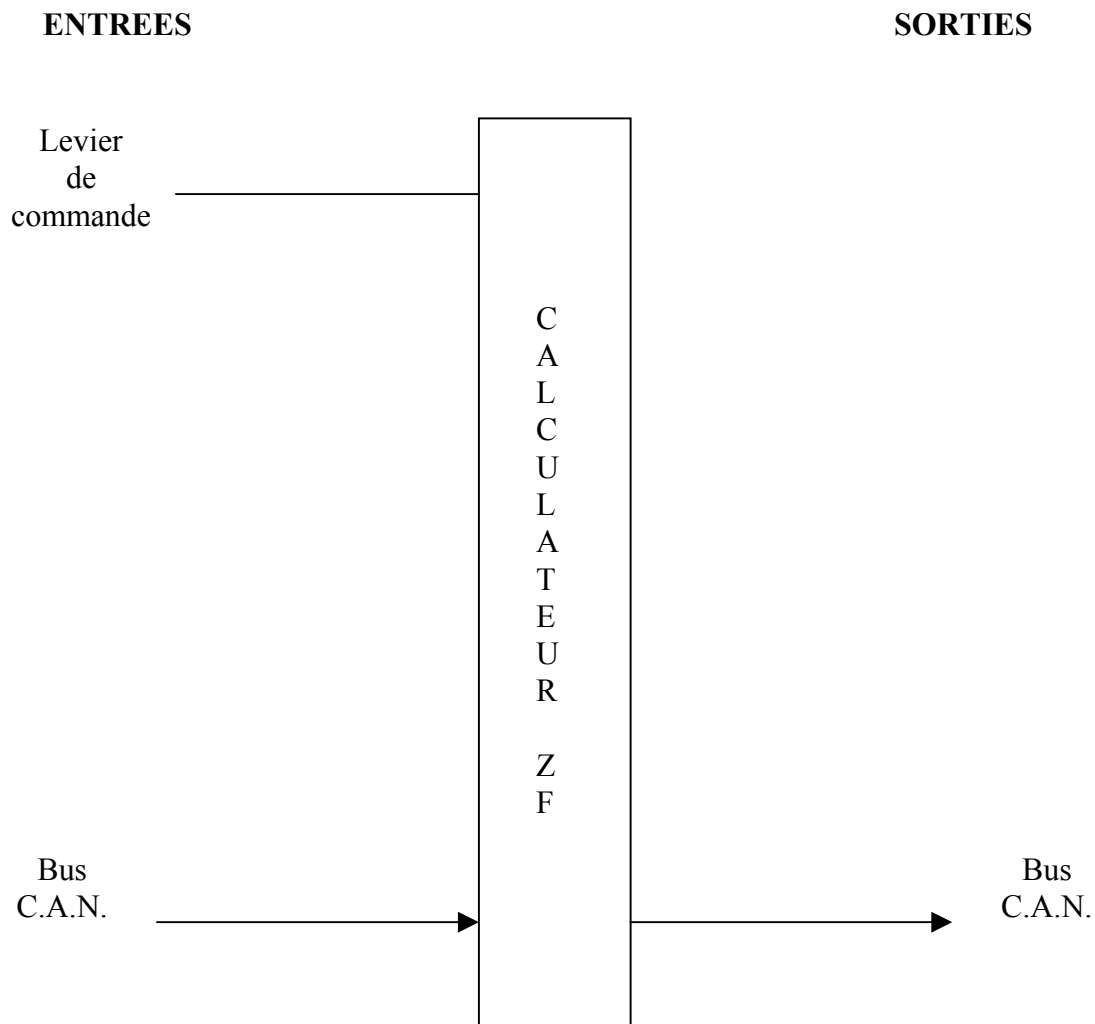 ENTREES
SORTIES
Levier
de
commande
C
A
L
C
U
L
A
T
E
U
R
Z
F
Bus
C.A.N.
Bus
C.A.N.